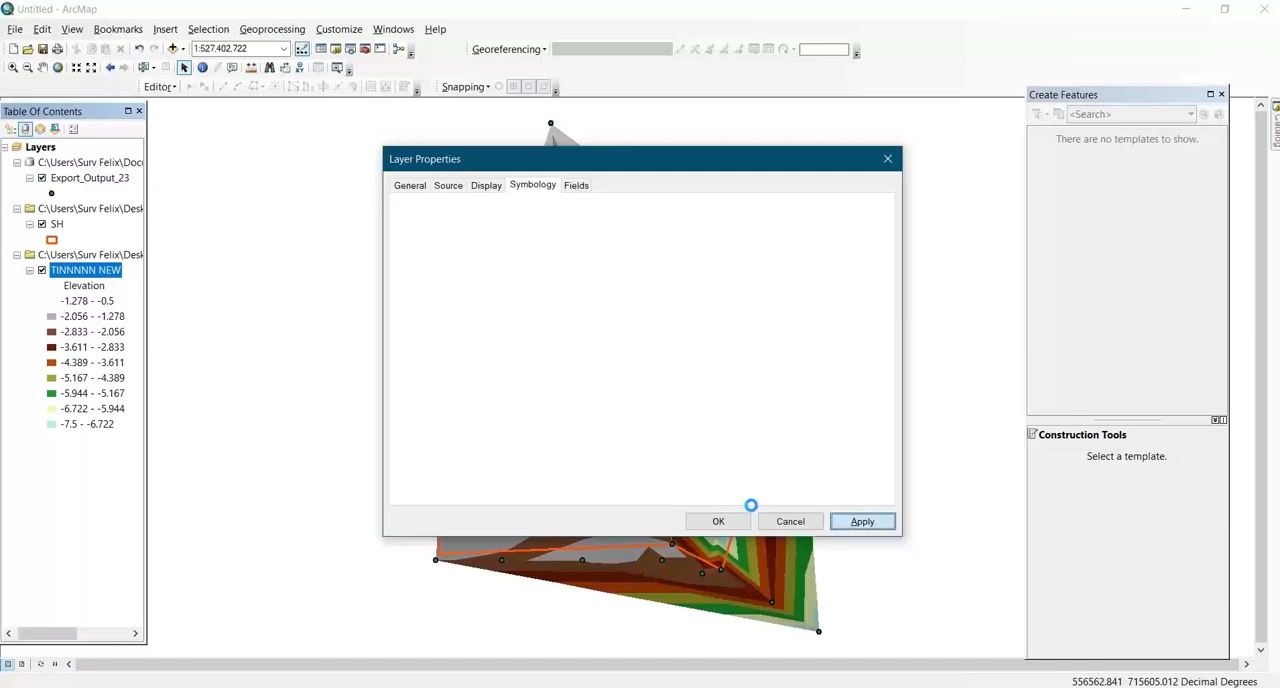 Untitled - ArcMap
File Edit View Bookmarks Insert Selection Geoprocessing Customize Windows Help
1:527.402.722
Georeferencing
Editor
Snapping
Table Of Contents
Layers
C:\Users\Surv Felix\Doc
Export_Output_23
C:\Users\Surv Felix\Desk
SH
C:\Users\Surv Felix\Desk
TINNNNN NEW
Elevation
-1.278 - -0.5
-2.056 - -1.278
-2.833 - -2.056
-3.611 - -2.833
-4.389 - -3.611
-5.167 - -4.389
-5.944 - -5.167
-6.722 - -5.944
-7.5 - -6.722
Layer Properties
General Source Display Symbology Fields
OK Cancel Apply
Create Features
<Search>
There are no templates to show.
Construction Tools
Select a template.
Catalog
556562.841 715605.012 Decimal Degrees